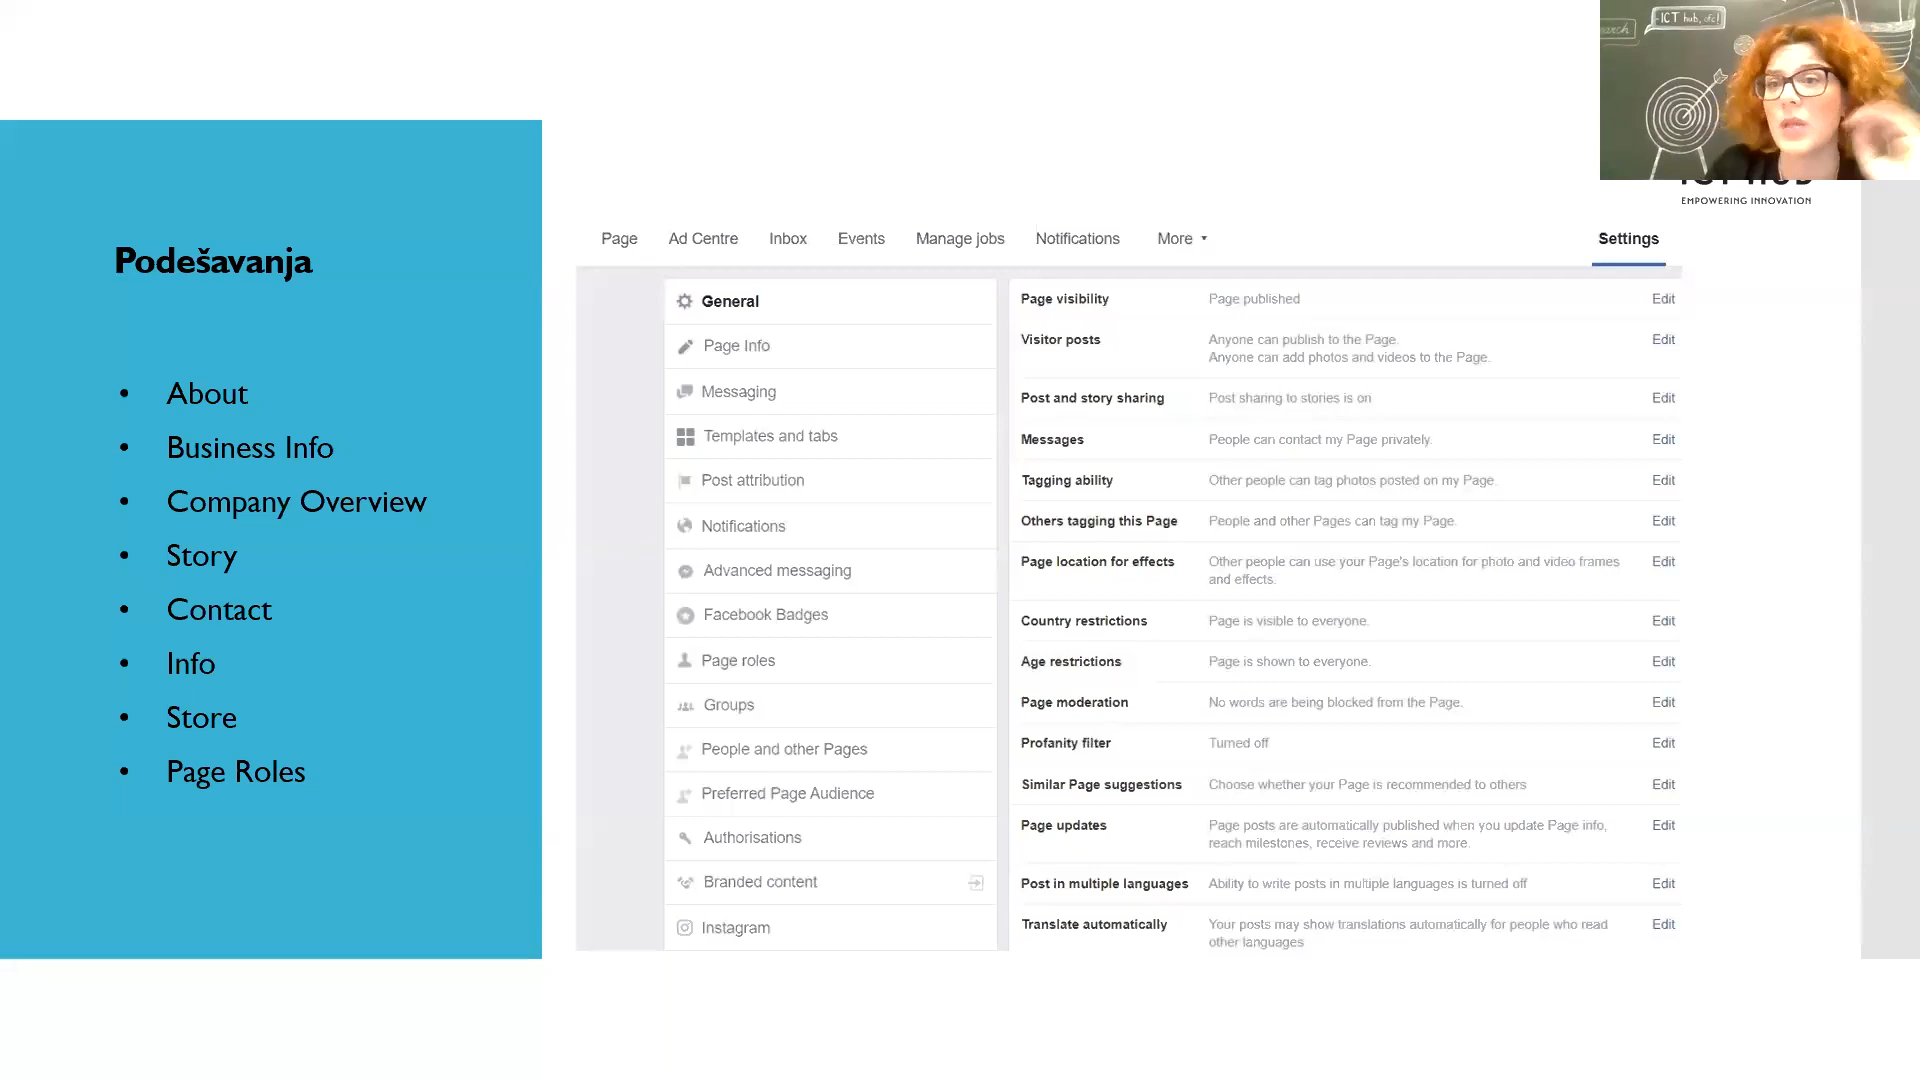 ICT hub, ofc!
search
ICT HUB
EMPOWERING INNOVATION
Podešavanja
• About
• Business Info
• Company Overview
• Story
• Contact
• Info
• Store
• Page Roles
Page Ad Centre Inbox Events Manage jobs Notifications More Settings
General
Page Info
Messaging
Templates and tabs
Post attribution
Notifications
Advanced messaging
Facebook Badges
Page roles
Groups
People and other Pages
Preferred Page Audience
Authorisations
Branded content
Instagram
Page visibility Page published Edit
Visitor posts Anyone can publish to the Page. Edit
Anyone can add photos and videos to the Page.
Post and story sharing Post sharing to stories is on Edit
Messages People can contact my Page privately. Edit
Tagging ability Other people can tag photos posted on my Page. Edit
Others tagging this Page People and other Pages can tag my Page. Edit
Page location for effects Other people can use your Page's location for photo and video frames Edit
and effects.
Country restrictions Page is visible to everyone. Edit
Age restrictions Page is shown to everyone. Edit
Page moderation No words are being blocked from the Page. Edit
Profanity filter Turned off Edit
Similar Page suggestions Choose whether your Page is recommended to others Edit
Page updates Page posts are automatically published when you update Page info, Edit
reach milestones, receive reviews and more.
Post in multiple languages Ability to write posts in multiple languages is turned off Edit
Translate automatically Your posts may show translations automatically for people who read Edit
other languages